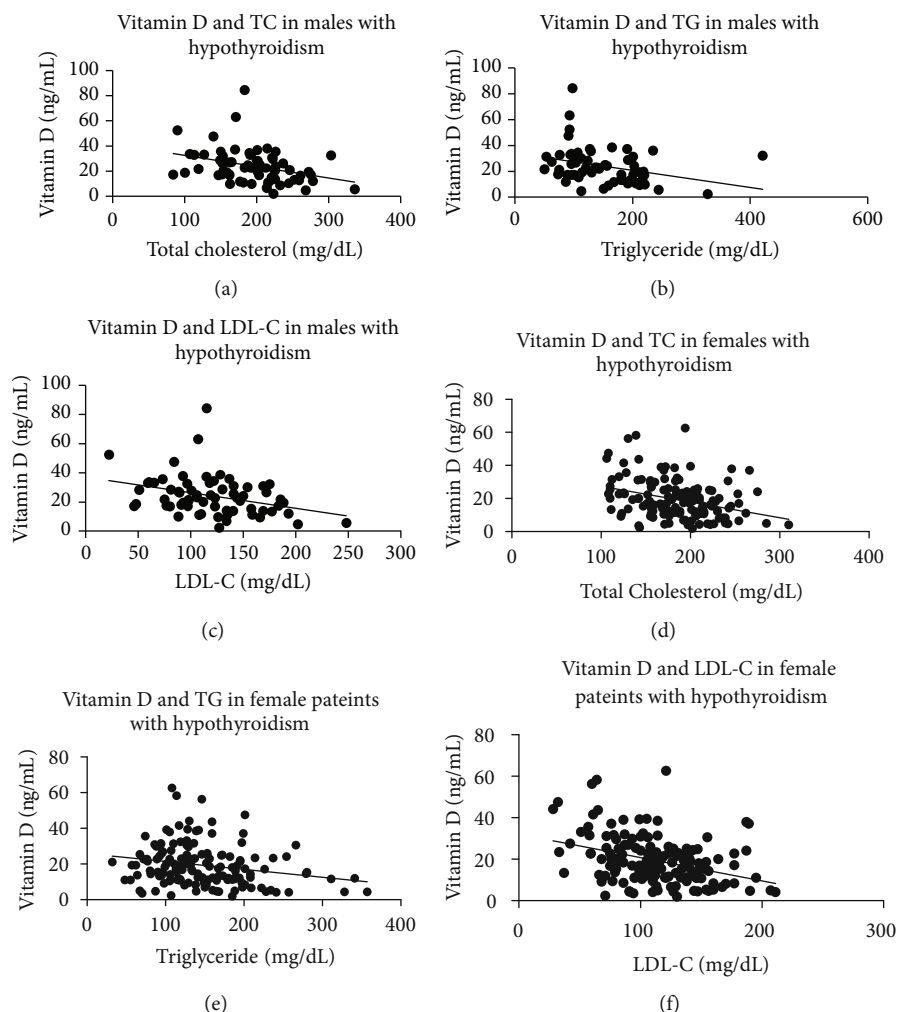 Vitamin D and TC in males with
hypothyroidism
Vitamin D (ng/mL)
100
80
60
40
20
0
0
100
200
300
400
Total cholesterol (mg/dL)
(a)
Vitamin D and TG in males with
hypothyroidism
Vitamin D (ng/mL)
100
80
60
40
20
0
0
200
400
600
Triglyceride (mg/dL)
(b)
Vitamin D and LDL-C in males with
hypothyroidism
Vitamin D (ng/mL)
100
80
60
40
20
0
0
50
100
150
200
250
300
LDL-C (mg/dL)
(c)
Vitamin D and TC in females with
hypothyroidism
Vitamin D (ng/mL)
80
60
40
20
0
0
100
200
300
400
Total Cholesterol (mg/dL)
(d)
Vitamin D and TG in female pateints
with hypothyroidism
Vitamin D (ng/mL)
80
60
40
20
0
0
100
200
300
400
Triglyceride (mg/dL)
(e)
Vitamin D and LDL-C in female
pateints with hypothyroidism
Vitamin D (ng/mL)
80
60
40
20
0
0
100
200
300
LDL-C (mg/dL)
(f)